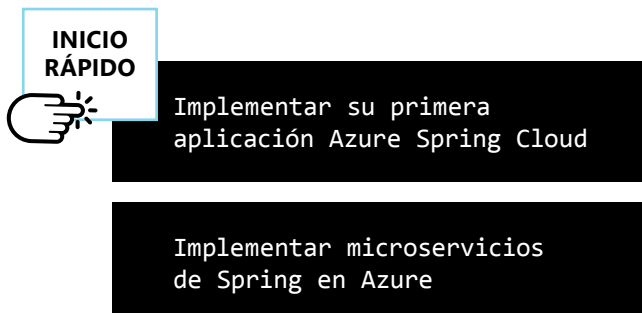 INICIO
RÁPIDO
Implementar su primera
aplicación Azure Spring Cloud
Implementar microservicios
de Spring en Azure